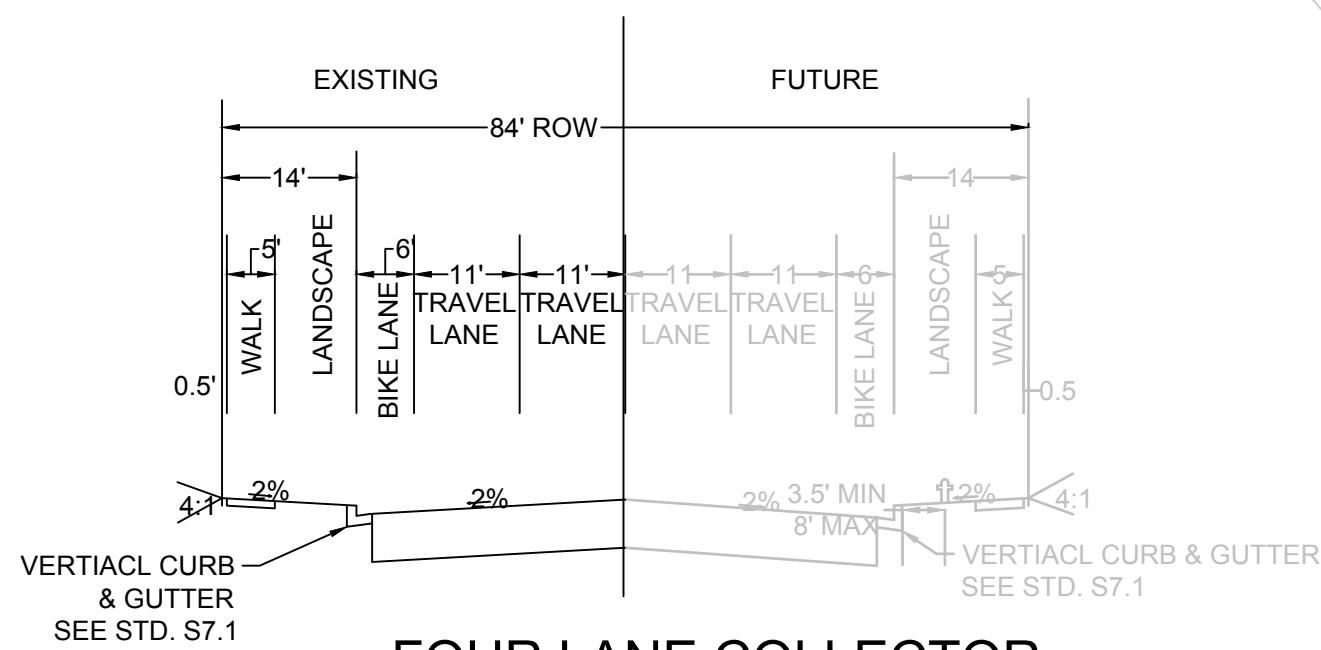 EXISTING
FUTURE
84' ROW
14'
14
5'
WALK
LANDSCAPE
6'
BIKE LANE
11'
TRAVEL
LANE
11'
TRAVEL
LANE
11
TRAVEL
LANE
11
TRAVEL
LANE
6
BIKE LANE
LANDSCAPE
5
WALK
0.5'
0.5
4:1
2%
2%
2%
3.5' MIN
8' MAX
2%
4:1
VERTIACL CURB
& GUTTER
SEE STD. S7.1
VERTIACL CURB & GUTTER
SEE STD. S7.1
FOUR LANE COLLECTOR